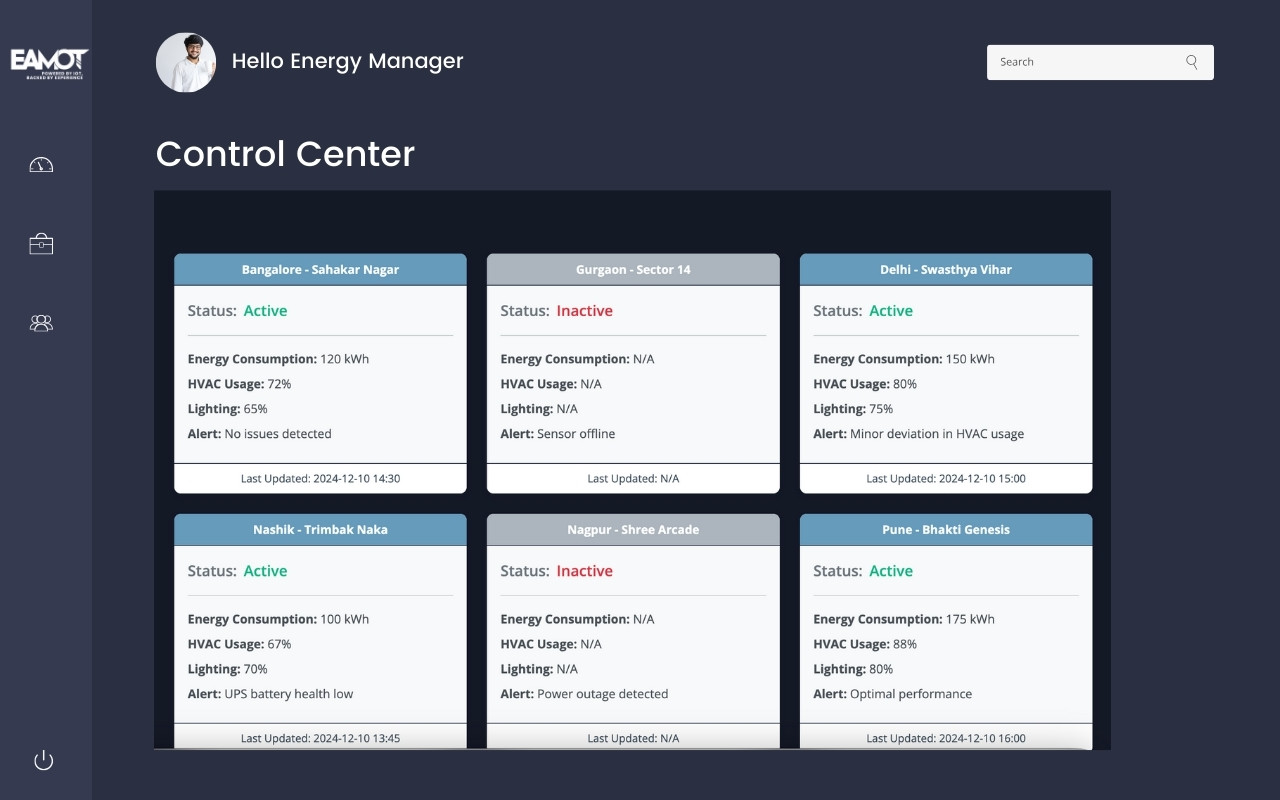 EAMOT
POWERED BY IOT,
BACKED BY EXPERIENCE
Hello Energy Manager
Search
Control Center
Bangalore - Sahakar Nagar
Status: Active
Energy Consumption: 120 kWh
HVAC Usage: 72%
Lighting: 65%
Alert: No issues detected
Last Updated: 2024-12-10 14:30
Gurgaon - Sector 14
Status: Inactive
Energy Consumption: N/A
HVAC Usage: N/A
Lighting: N/A
Alert: Sensor offline
Last Updated: N/A
Delhi - Swasthya Vihar
Status: Active
Energy Consumption: 150 kWh
HVAC Usage: 80%
Lighting: 75%
Alert: Minor deviation in HVAC usage
Last Updated: 2024-12-10 15:00
Nashik - Trimbak Naka
Status: Active
Energy Consumption: 100 kWh
HVAC Usage: 67%
Lighting: 70%
Alert: UPS battery health low
Last Updated: 2024-12-10 13:45
Nagpur - Shree Arcade
Status: Inactive
Energy Consumption: N/A
HVAC Usage: N/A
Lighting: N/A
Alert: Power outage detected
Last Updated: N/A
Pune - Bhakti Genesis
Status: Active
Energy Consumption: 175 kWh
HVAC Usage: 88%
Lighting: 80%
Alert: Optimal performance
Last Updated: 2024-12-10 16:00